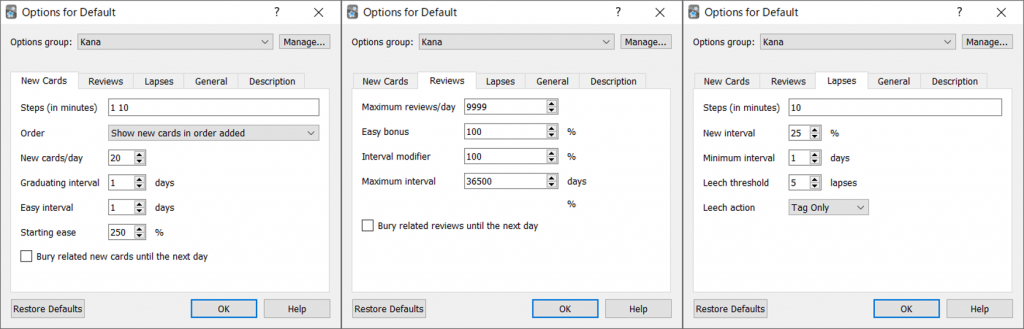 Options for Default
Options group: Kana Manage...
New Cards Reviews Lapses General Description
Steps (in minutes) 1 10
Order Show new cards in order added
New cards/day 20
Graduating interval 1 days
Easy interval 1 days
Starting ease 250 %
Bury related new cards until the next day
Restore Defaults OK Help
Options for Default
Options group: Kana Manage...
New Cards Reviews Lapses General Description
Maximum reviews/day 9999
Easy bonus 100 %
Interval modifier 100 %
Maximum interval 36500 days
%
Bury related reviews until the next day
Restore Defaults OK Help
Options for Default
Options group: Kana Manage...
New Cards Reviews Lapses General Description
Steps (in minutes) 10
New interval 25 %
Minimum interval 1 days
Leech threshold 5 lapses
Leech action Tag Only
Restore Defaults OK Help